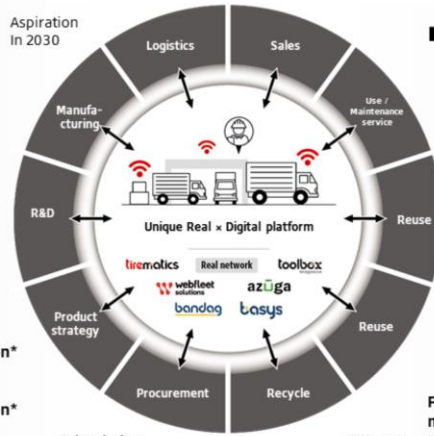 Aspiration
In 2030
Logistics
Sales
Manufa-
cturing
Use /
Maintenance
service
R&D
Reuse
Unique Real × Digital platform
tirematics
Real network
toolbox
webfleet
solutions
azuga
bandag
basys
Product
strategy
Reuse
n*
Procurement
Recycle
n*